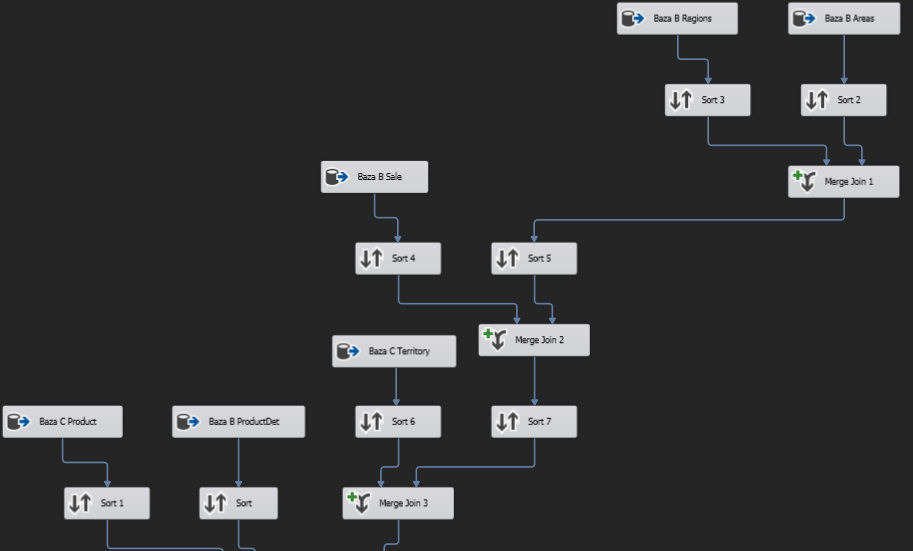 Baza B Regions
Baza B Areas
Sort 3
Sort 2
Baza B Sale
Merge Join 1
Sort 4
Sort 5
Merge Join 2
Baza C Territory
Baza C Product
Baza B ProductDet
Sort 6
Sort 7
Sort 1
Sort
Merge Join 3